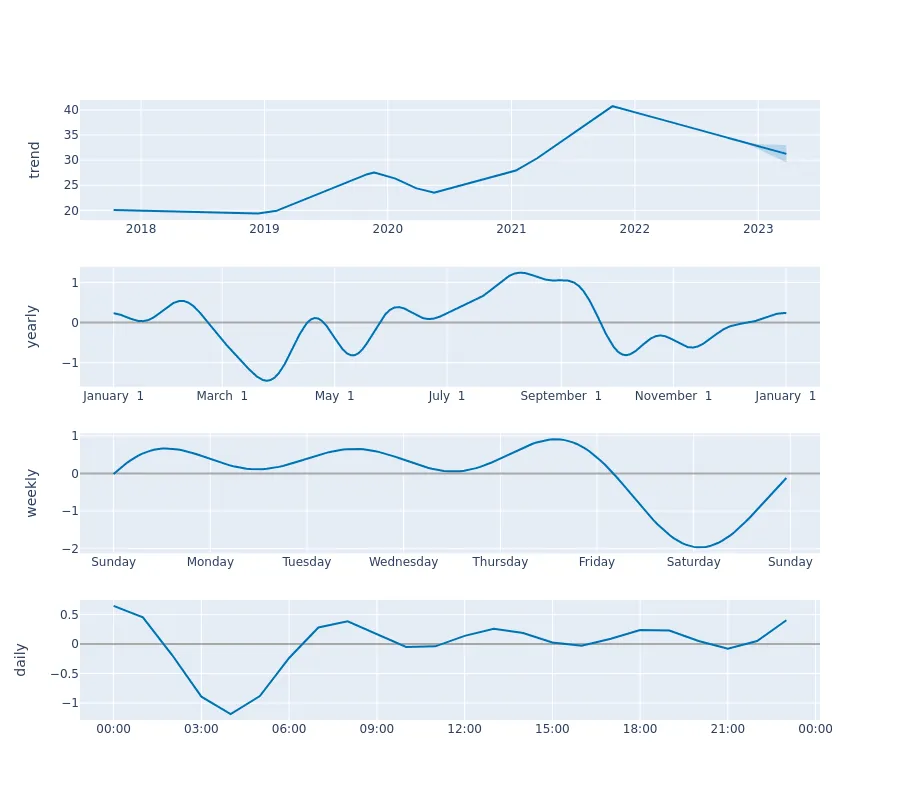 trend
40
35
30
25
20
2018 2019 2020 2021 2022 2023
yearly
1
0
−1
January 1 March 1 May 1 July 1 September 1 November 1 January 1
weekly
1
0
−1
−2
Sunday Monday Tuesday Wednesday Thursday Friday Saturday Sunday
daily
0.5
0
−0.5
−1
00:00 03:00 06:00 09:00 12:00 15:00 18:00 21:00 00:00